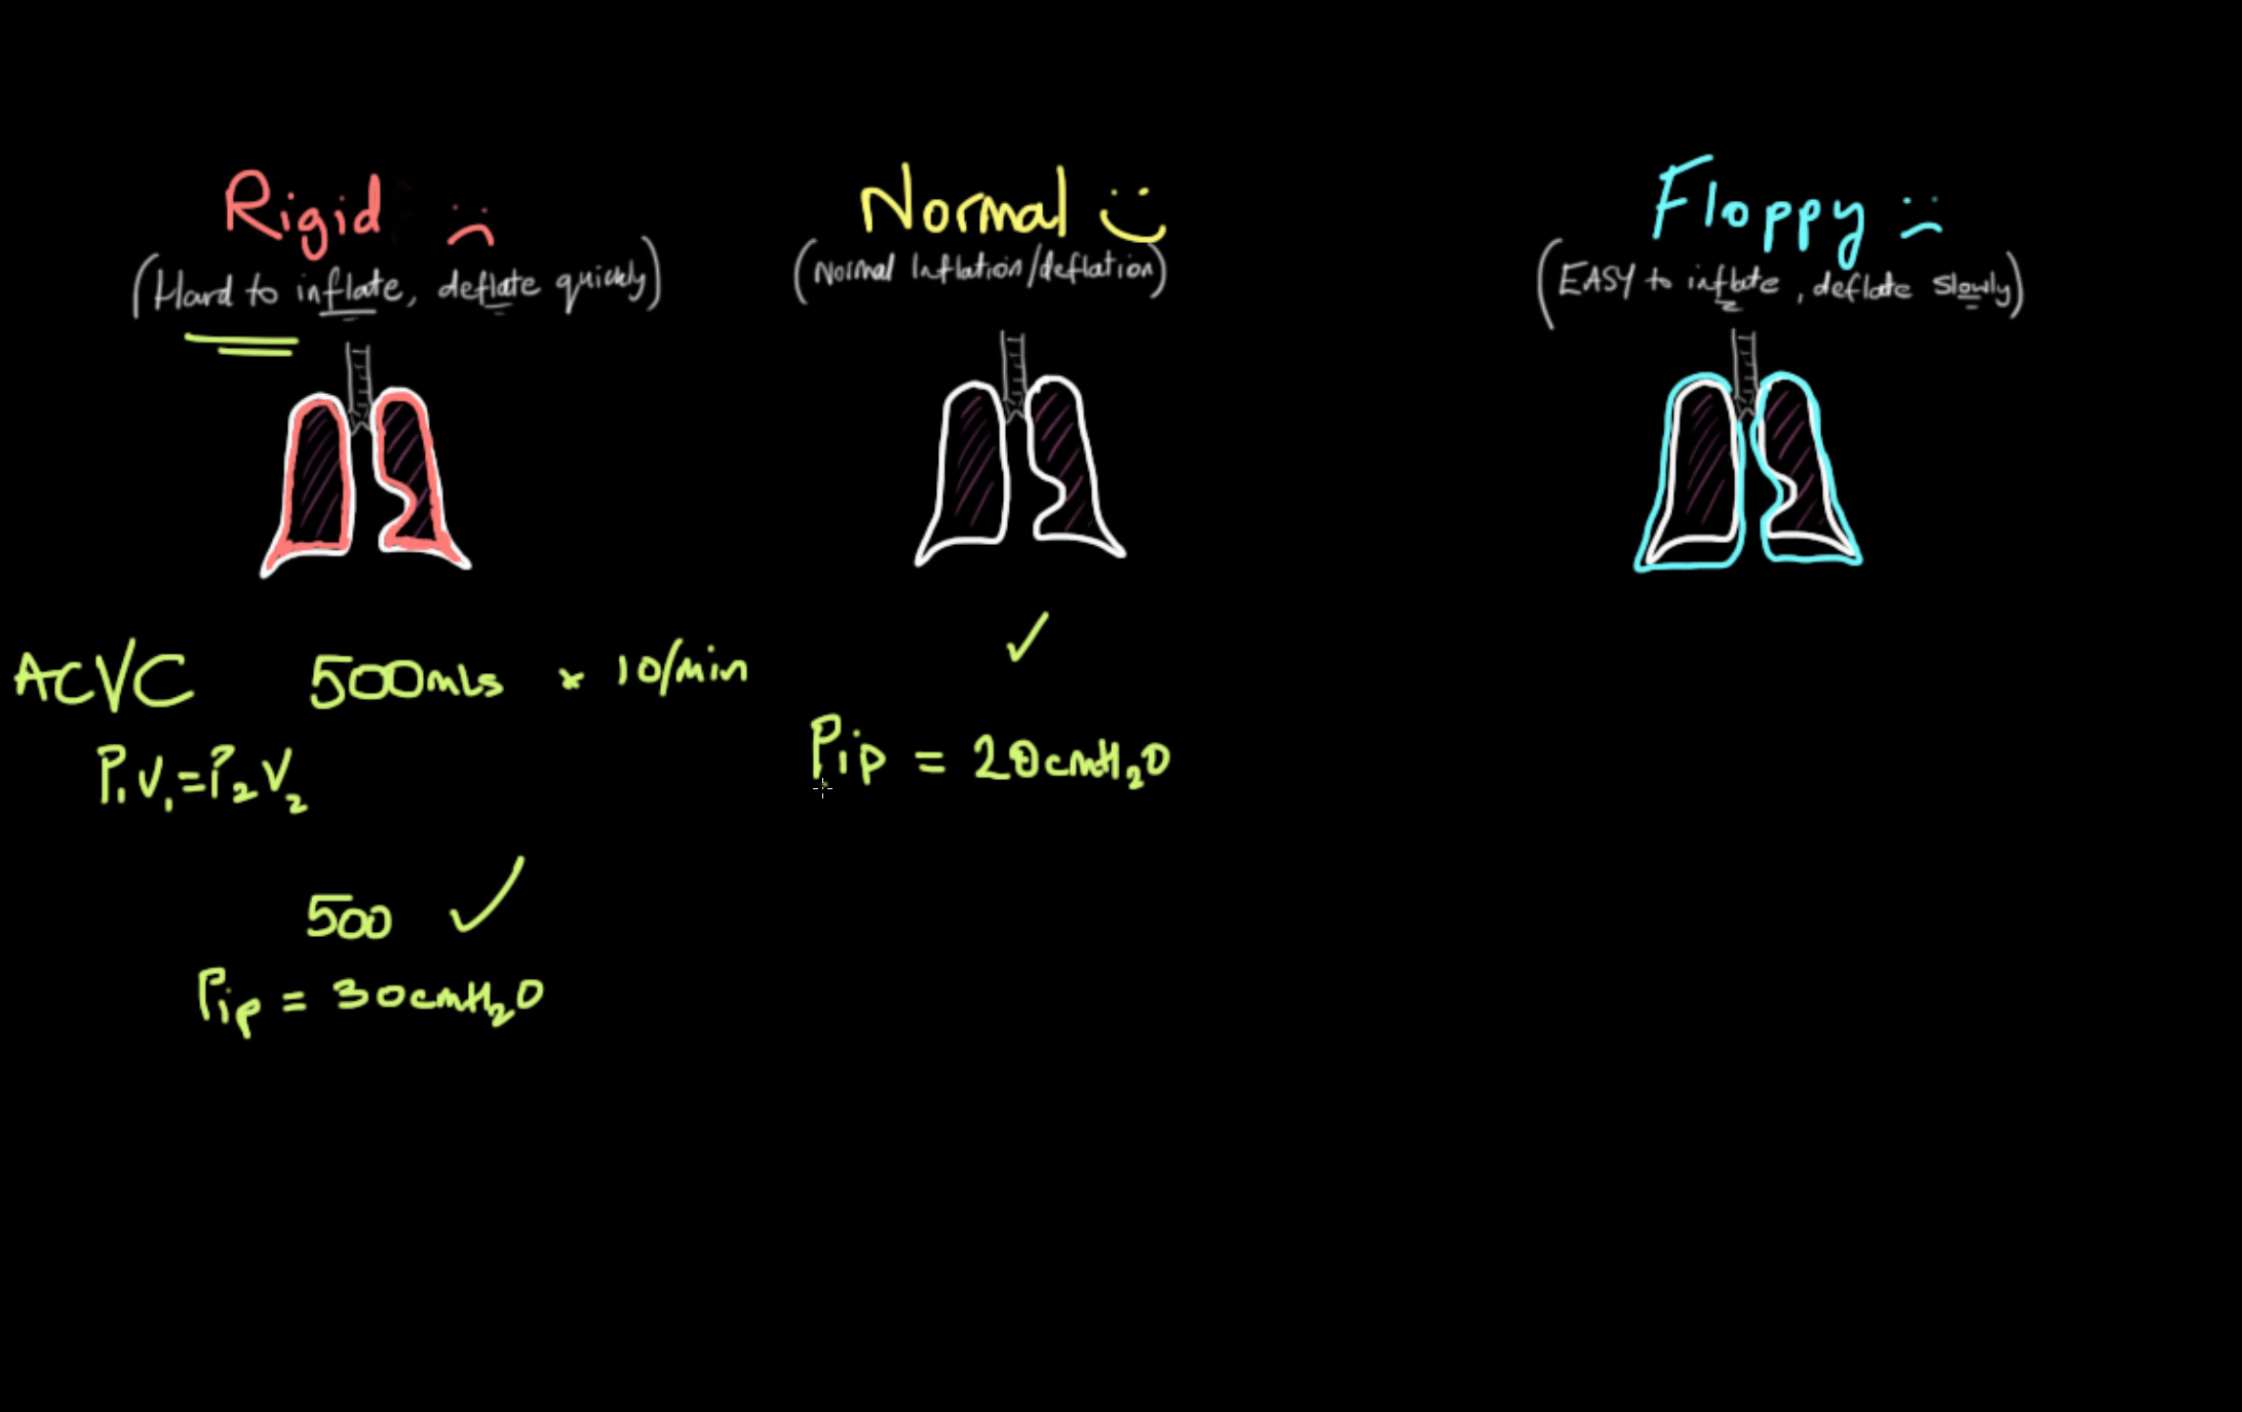 Rigid
(Hard to inflate, deflate quickly)
Normal
(Normal Inflation/deflation)
Floppy
(EASY to inflate, deflate slowly)
ACVC 500mls × 10/min
P₁V₁=P₂V₂
500 ✓
Pip = 30cmH₂O
✓
Pip = 20cmH₂O